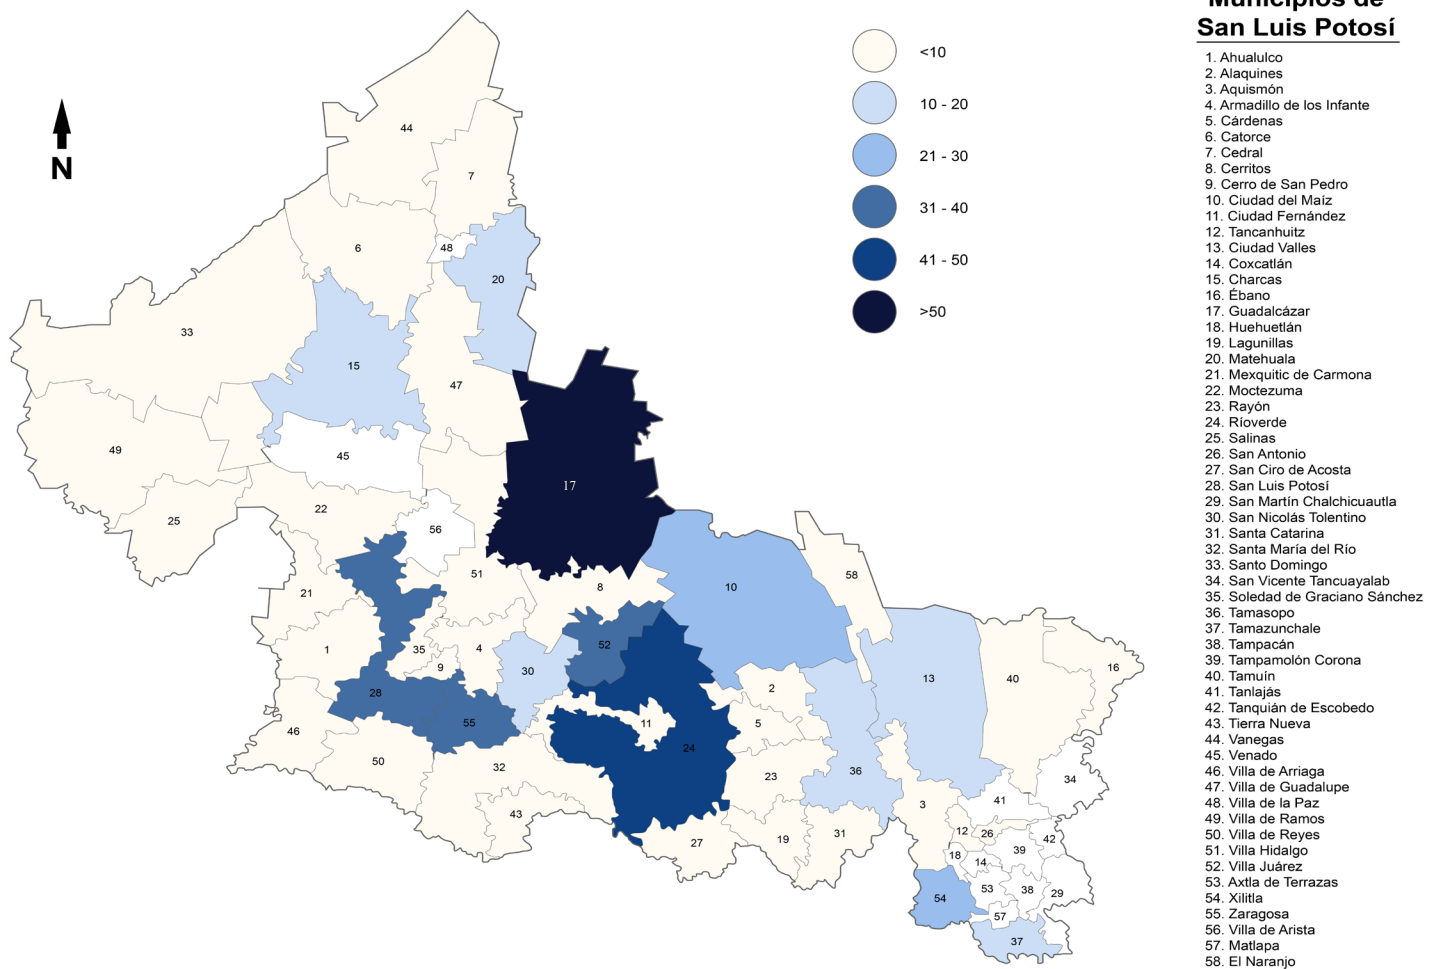 Municipios de
San Luis Potosí
1. Ahualulco
2. Alaquines
3. Aquismón
4. Armadillo de los Infante
5. Cárdenas
6. Catorce
7. Cedral
8. Cerritos
9. Cerro de San Pedro
10. Ciudad del Maíz
11. Ciudad Fernández
12. Tancanhuitz
13. Ciudad Valles
14. Coxcatlán
15. Charcas
16. Ébano
17. Guadalcázar
18. Huehuetlán
19. Lagunillas
20. Matehuala
21. Mexquitic de Carmona
22. Moctezuma
23. Rayón
24. Ríoverde
25. Salinas
26. San Antonio
27. San Ciro de Acosta
28. San Luis Potosí
29. San Martín Chalchicuautla
30. San Nicolás Tolentino
31. Santa Catarina
32. Santa María del Río
33. Santo Domingo
34. San Vicente Tancuayalab
35. Soledad de Graciano Sánchez
36. Tamasopo
37. Tamazunchale
38. Tampacán
39. Tampamolón Corona
40. Tamuín
41. Tanlajás
42. Tanquián de Escobedo
43. Tierra Nueva
44. Vanegas
45. Venado
46. Villa de Arriaga
47. Villa de Guadalupe
48. Villa de la Paz
49. Villa de Ramos
50. Villa de Reyes
51. Villa Hidalgo
52. Villa Juárez
53. Axtla de Terrazas
54. Xilitla
55. Zaragosa
56. Villa de Arista
57. Matlapa
58. El Naranjo
<10
10 - 20
21 - 30
31 - 40
41 - 50
>50
N
44
7
6
48
20
33
15
47
49
45
17
25
22
56
51
8
10
58
21
1
35
9
4
30
52
2
13
40
16
28
55
11
5
24
46
50
32
23
36
34
43
3
41
27
19
31
12
26
42
18
14
39
54
53
38
29
57
37